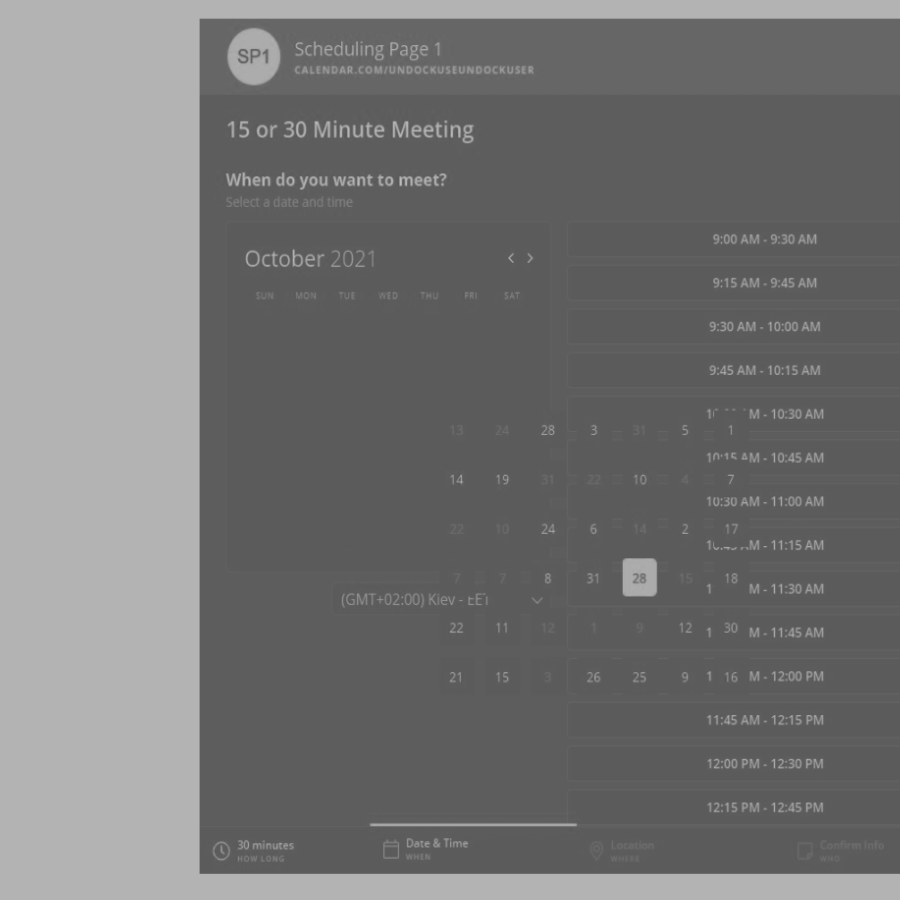 SP1
Scheduling Page 1
CALENDAR.COM/UNDOCKUSEUNDOCKUSER
15 or 30 Minute Meeting
When do you want to meet?
Select a date and time
October 2021
SUN MON TUE WED THU FRI SAT
13 24 28 3 31 5 1
14 19 31 22 10 4 7
22 10 24 6 14 2 17
7 7 8 31 28 15 18
22 11 12 1 9 12 30
21 15 3 26 25 9 16
(GMT+02:00) Kiev - EET
9:00 AM - 9:30 AM
9:15 AM - 9:45 AM
9:30 AM - 10:00 AM
9:45 AM - 10:15 AM
M - 10:30 AM
10:15 AM - 10:45 AM
10:30 AM - 11:00 AM
10:45 AM - 11:15 AM
M - 11:30 AM
M - 11:45 AM
M - 12:00 PM
11:45 AM - 12:15 PM
12:00 PM - 12:30 PM
12:15 PM - 12:45 PM
30 minutes
HOW LONG
Date & Time
WHEN
Location
WHERE
Confirm Info
WHO